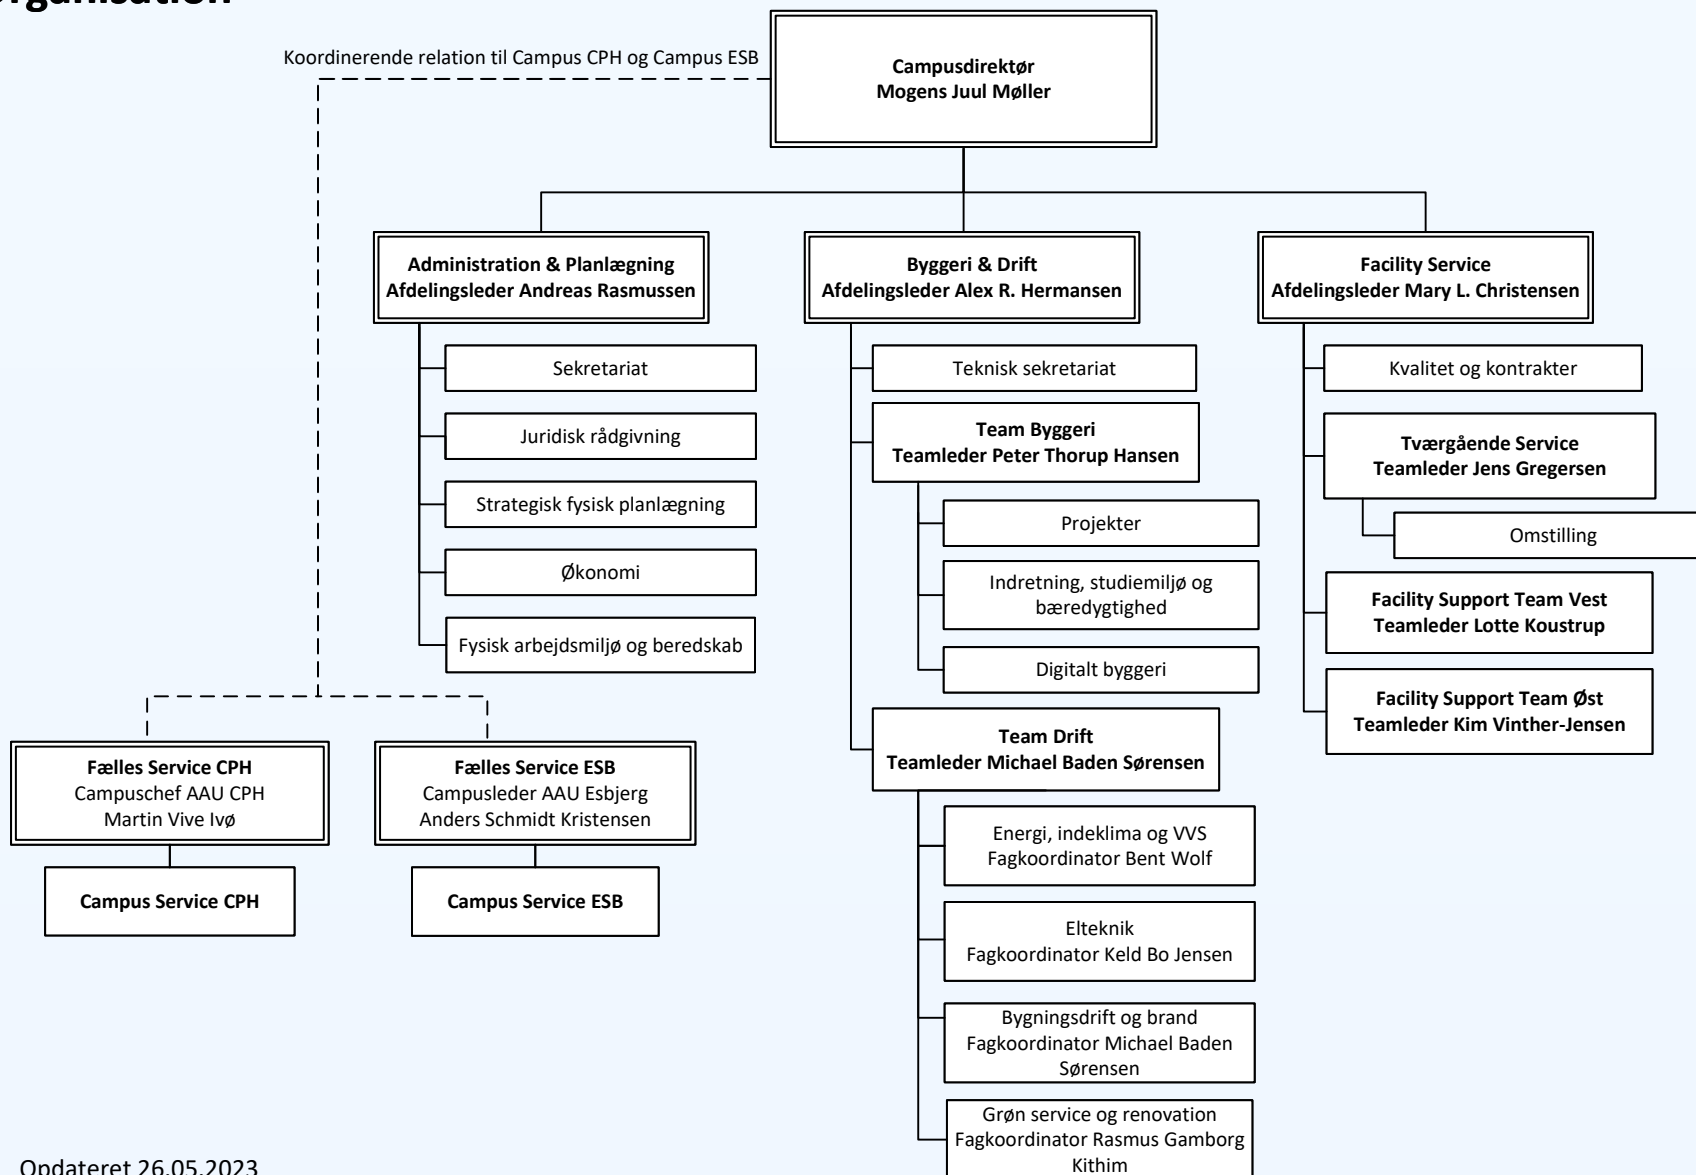 organisation
Koordinerende relation til Campus CPH og Campus ESB
Campusdirektør
Mogens Juul Møller
Administration & Planlægning
Afdelingsleder Andreas Rasmussen
Sekretariat
Juridisk rådgivning
Strategisk fysisk planlægning
Økonomi
Fysisk arbejdsmiljø og beredskab
Byggeri & Drift
Afdelingsleder Alex R. Hermansen
Teknisk sekretariat
Team Byggeri
Teamleder Peter Thorup Hansen
Projekter
Indretning, studiemiljø og
bæredygtighed
Digitalt byggeri
Team Drift
Teamleder Michael Baden Sørensen
Energi, indeklima og VVS
Fagkoordinator Bent Wolf
Elteknik
Fagkoordinator Keld Bo Jensen
Bygningsdrift og brand
Fagkoordinator Michael Baden
Sørensen
Grøn service og renovation
Fagkoordinator Rasmus Gamborg
Kithim
Facility Service
Afdelingsleder Mary L. Christensen
Kvalitet og kontrakter
Tværgående Service
Teamleder Jens Gregersen
Omstilling
Facility Support Team Vest
Teamleder Lotte Koustrup
Facility Support Team Øst
Teamleder Kim Vinther-Jensen
Fælles Service CPH
Campuschef AAU CPH
Martin Vive Ivø
Campus Service CPH
Fælles Service ESB
Campusleder AAU Esbjerg
Anders Schmidt Kristensen
Campus Service ESB
Opdateret 26.05.2023